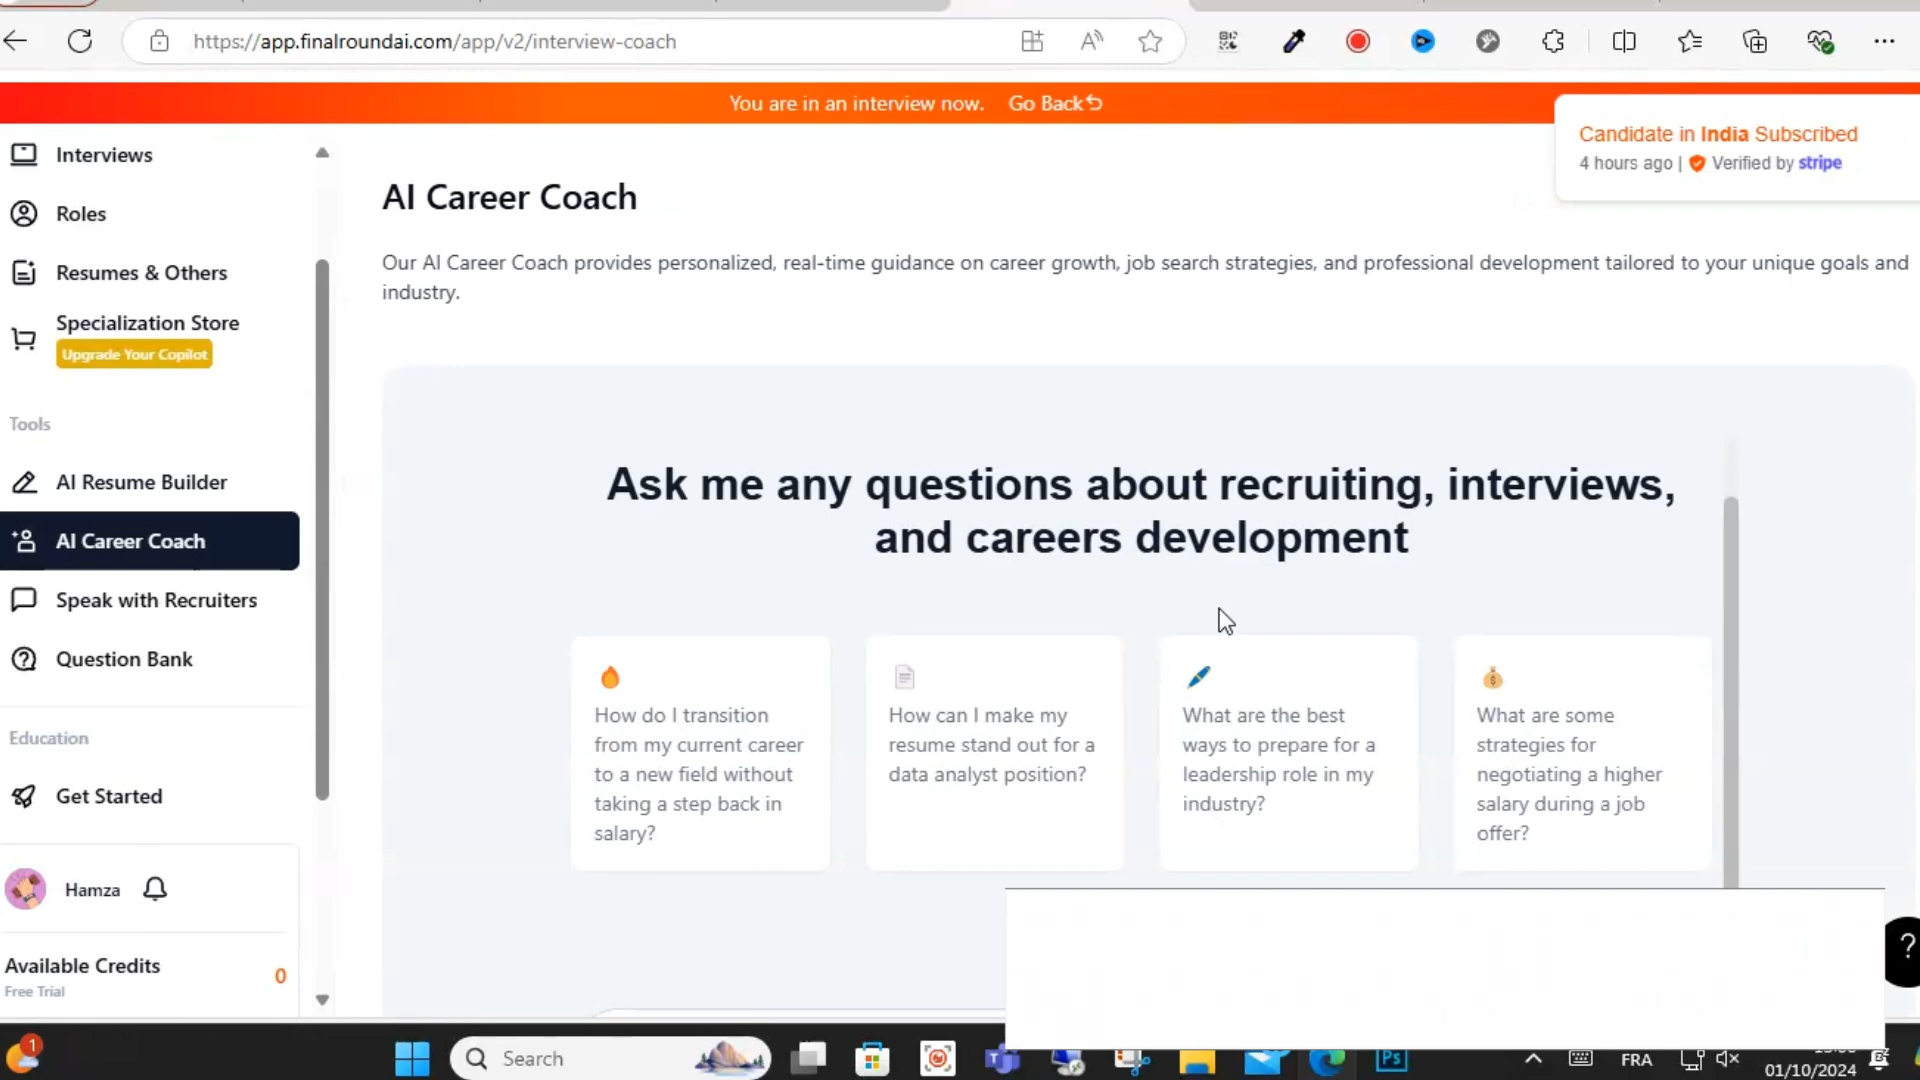 https://app.finalroundai.com/app/v2/interview-coach
You are in an interview now. Go Back
Candidate in India Subscribed
4 hours ago | Verified by stripe
Interviews
Roles
Resumes & Others
Specialization Store
Upgrade Your Copilot
Tools
AI Resume Builder
AI Career Coach
Speak with Recruiters
Question Bank
Education
Get Started
Hamza
Available Credits
0
Free Trial
AI Career Coach
Our AI Career Coach provides personalized, real-time guidance on career growth, job search strategies, and professional development tailored to your unique goals and
industry.
Ask me any questions about recruiting, interviews,
and careers development
How do I transition
from my current career
to a new field without
taking a step back in
salary?
How can I make my
resume stand out for a
data analyst position?
What are the best
ways to prepare for a
leadership role in my
industry?
What are some
strategies for
negotiating a higher
salary during a job
offer?
?
1
Search
Ps
FRA
01/10/2024